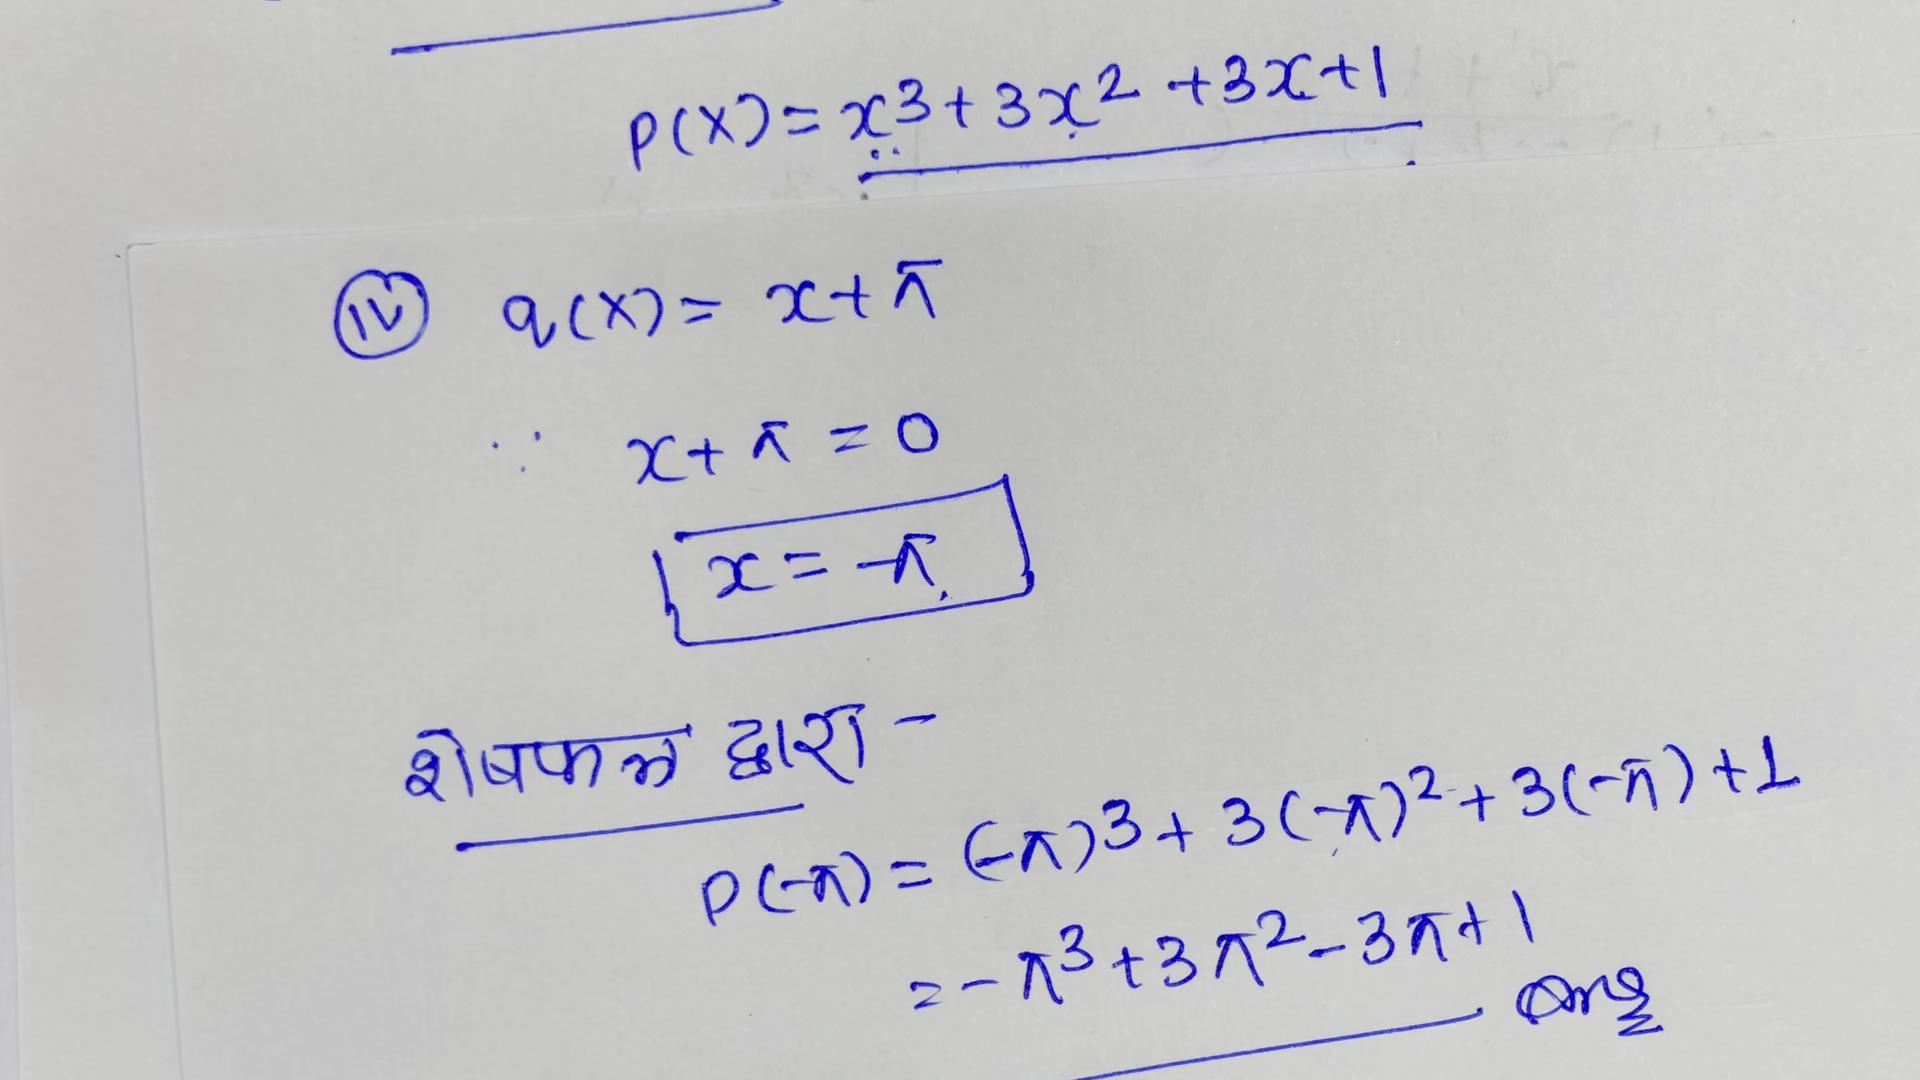 p(x) = x³ + 3x² + 3x + 1
(iv) q(x) = x + π
∵ x + π = 0
x = -π
शेषफल द्वारा -
p(-π) = (-π)³ + 3(-π)² + 3(-π) + 1
= -π³ + 3π² - 3π + 1
Ans